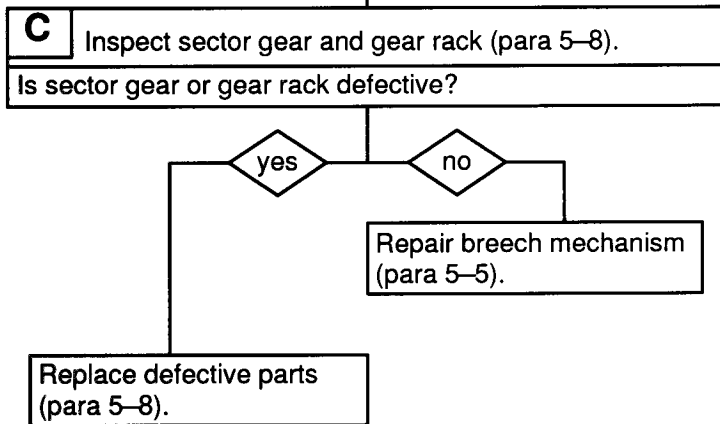 C
Inspect sector gear and gear rack (para 5–8).
Is sector gear or gear rack defective?
yes
no
Repair breech mechanism
(para 5–5).
Replace defective parts
(para 5–8).